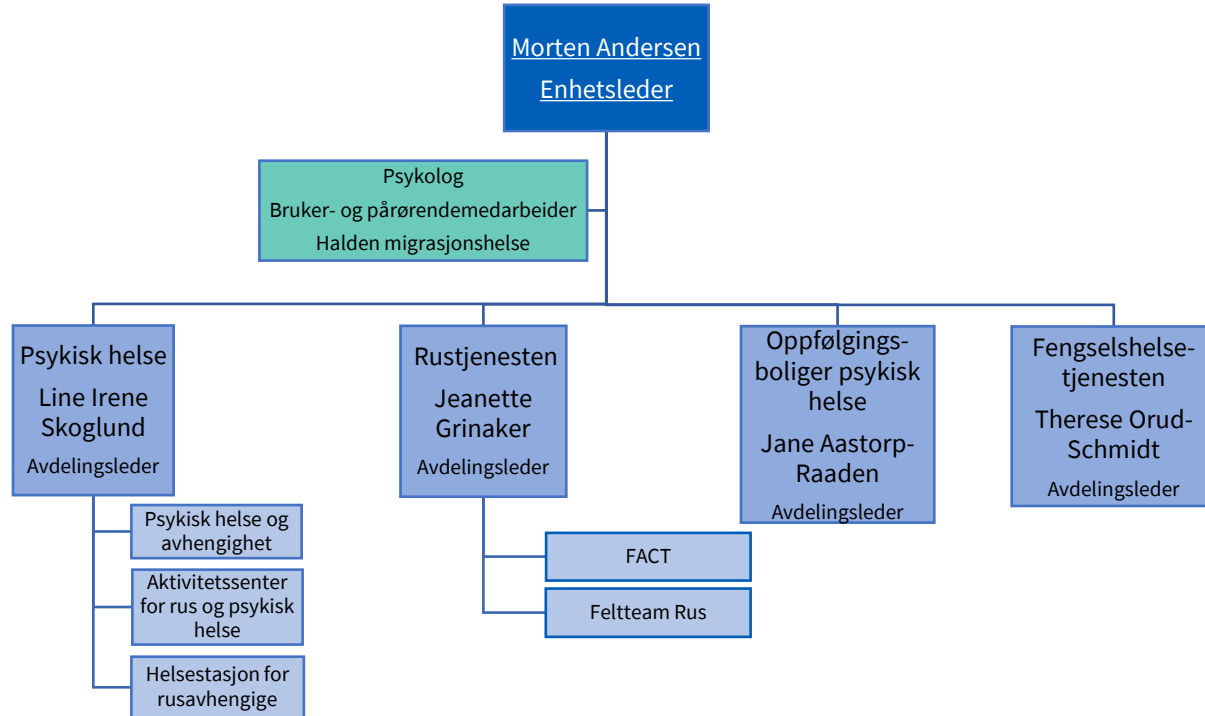 Morten Andersen
Enhetsleder
Psykolog
Bruker- og pårørendemedarbeider
Halden migrasjonshelse
Psykisk helse
Line Irene
Skoglund
Avdelingsleder
Psykisk helse og
avhengighet
Aktivitetssenter
for rus og psykisk
helse
Helsestasjon for
rusavhengige
Rustjenesten
Jeanette
Grinaker
Avdelingsleder
FACT
Feltteam Rus
Oppfølgings-
boliger psykisk
helse
Jane Aastorp-
Raaden
Avdelingsleder
Fengselshelse-
tjenesten
Therese Orud-
Schmidt
Avdelingsleder